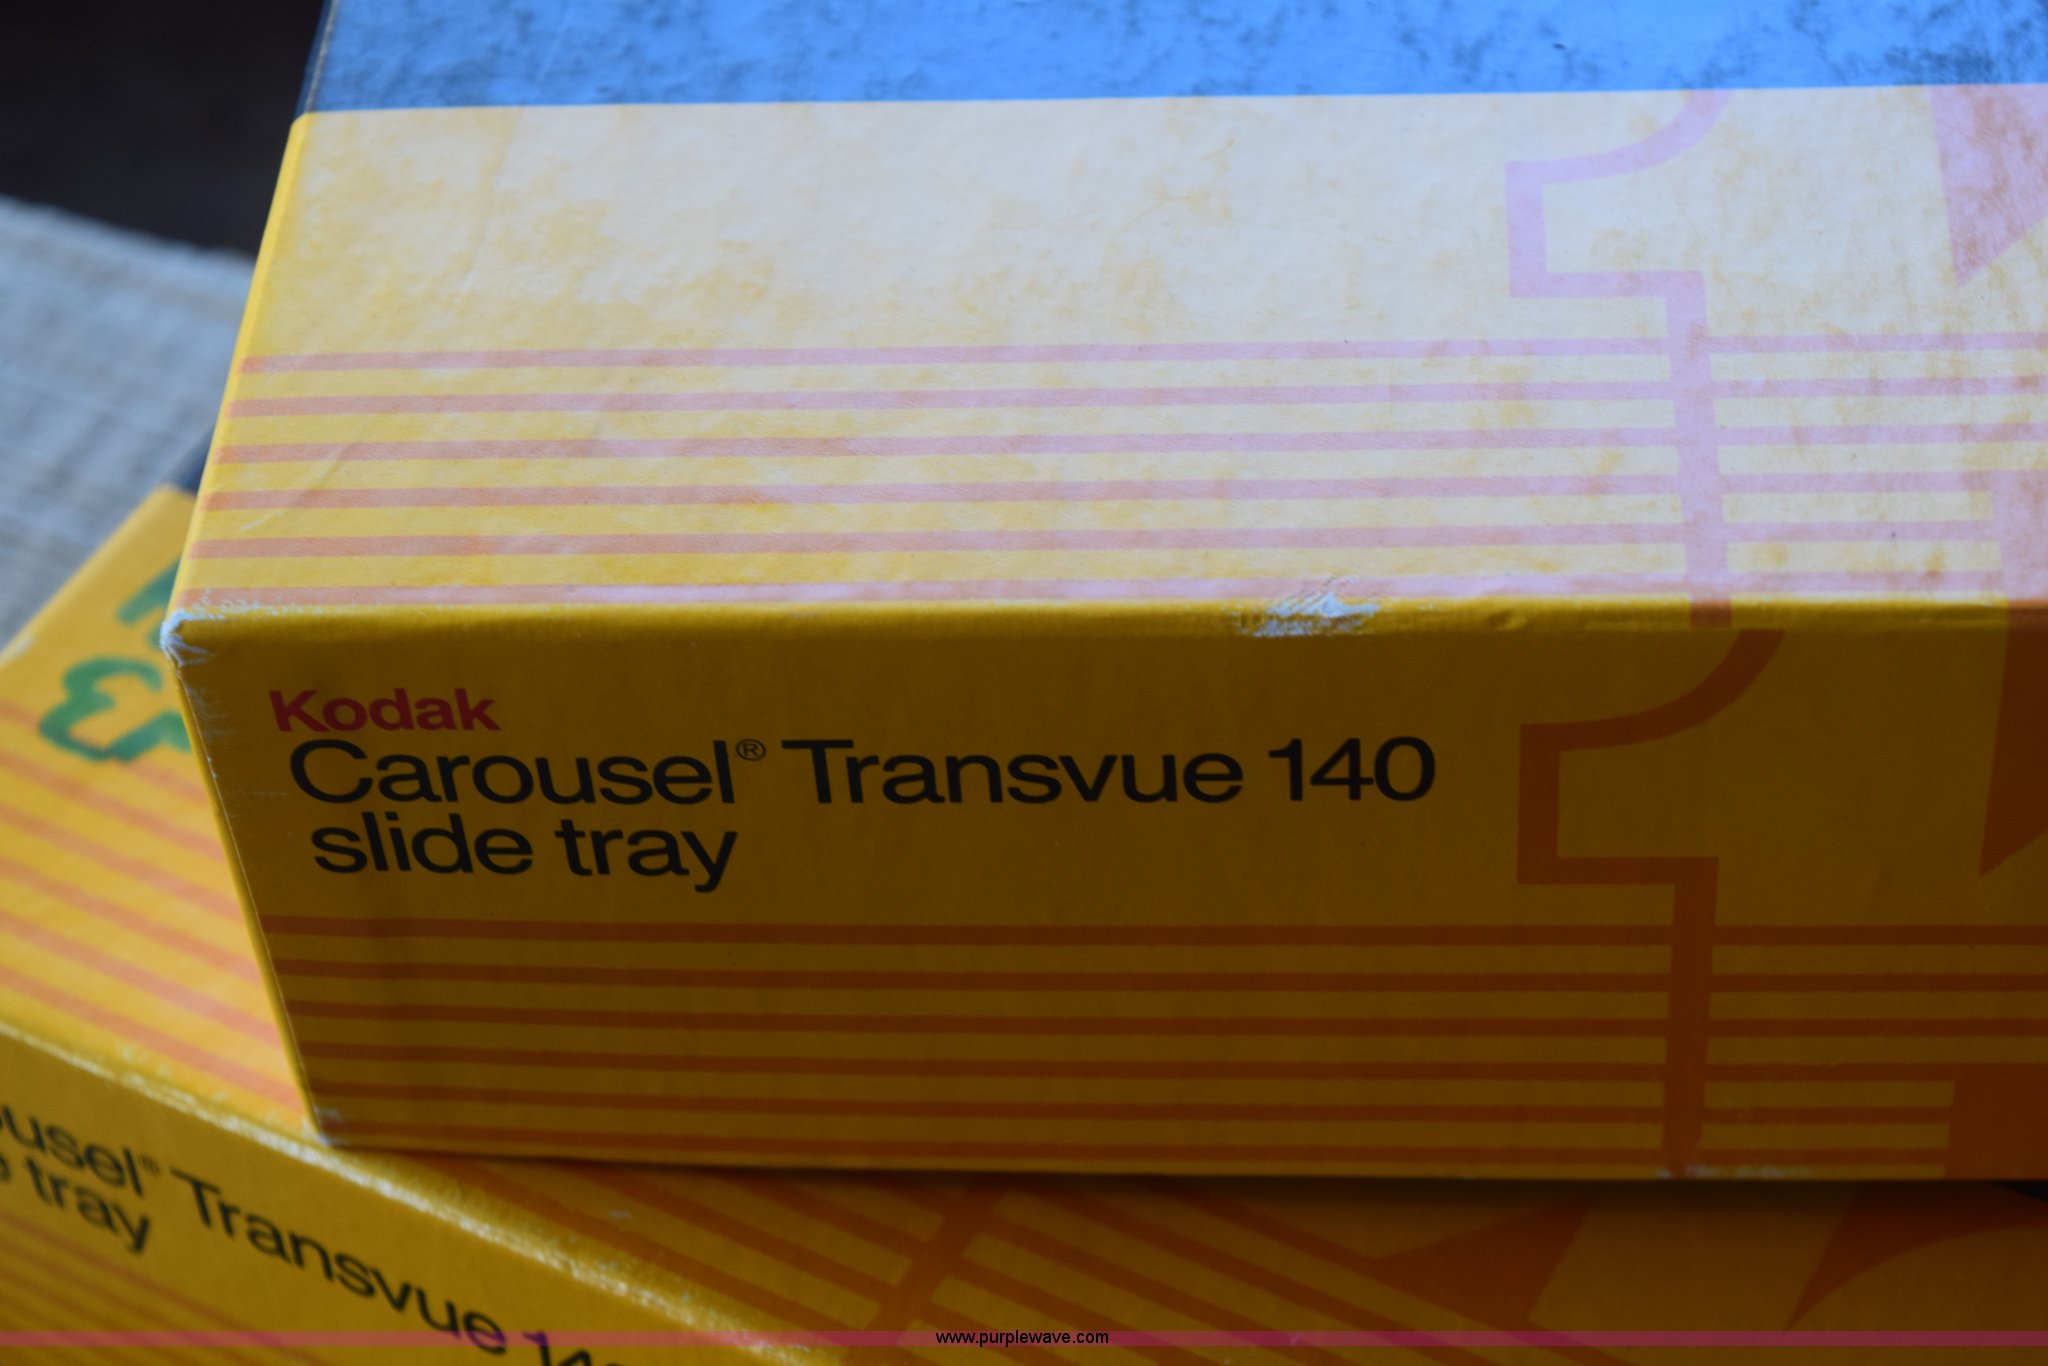 Kodak
Carousel® Transvue 140
slide tray
usel® Transvue
tray
www.purplewave.com